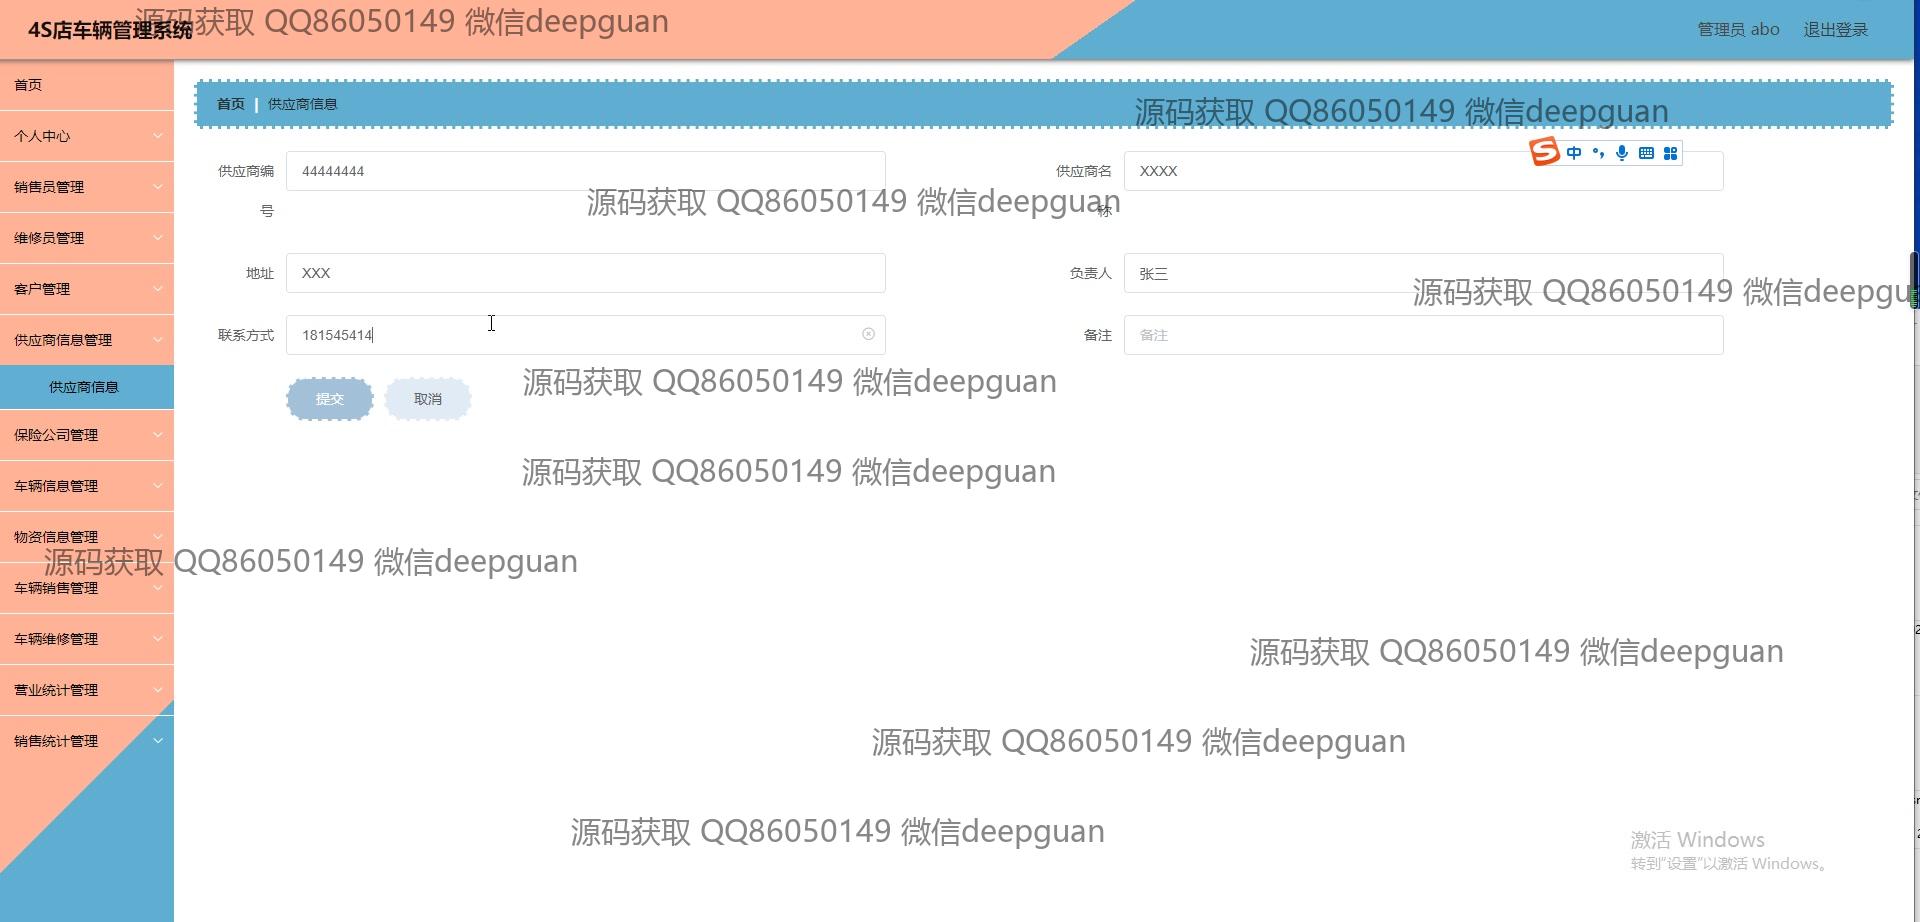 4S店车辆管理系统
源码获取 QQ86050149 微信deepguan
管理员 abo
退出登录
首页
个人中心
销售员管理
维修员管理
客户管理
供应商信息管理
供应商信息
保险公司管理
车辆信息管理
物资信息管理
车辆销售管理
车辆维修管理
营业统计管理
销售统计管理
首页 | 供应商信息
源码获取 QQ86050149 微信deepguan
中
供应商编号
44444444
供应商名称
XXXX
源码获取 QQ86050149 微信deepguan
地址
XXX
负责人
张三
源码获取 QQ86050149 微信deepgu
联系方式
181545414
备注
备注
源码获取 QQ86050149 微信deepguan
提交
取消
源码获取 QQ86050149 微信deepguan
源码获取 QQ86050149 微信deepguan
源码获取 QQ86050149 微信deepguan
源码获取 QQ86050149 微信deepguan
源码获取 QQ86050149 微信deepguan
激活 Windows
转到“设置”以激活 Windows。